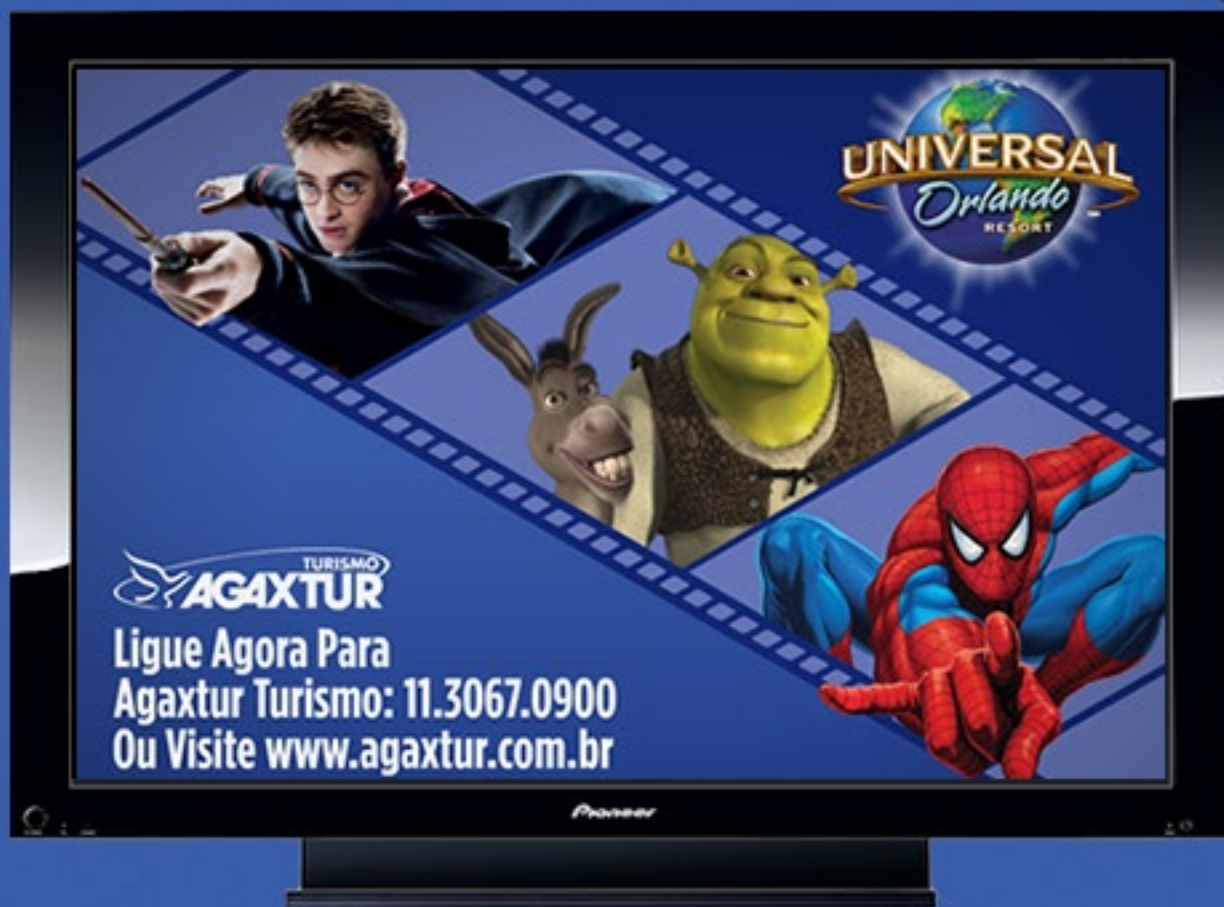 UNIVERSAL
Orlando
RESORT
TURISMO
AGAXTUR
Ligue Agora Para
Agaxtur Turismo: 11.3067.0900
Ou Visite www.agaxtur.com.br
Pioneer